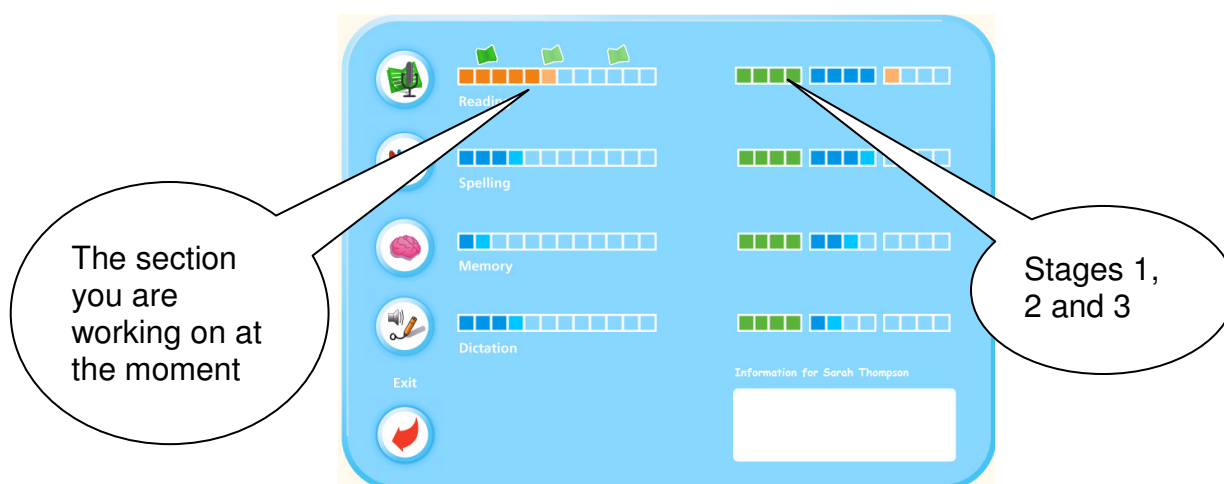 Reading
Spelling
The section
you are
working on at
the moment
Stages 1,
2 and 3
Memory
Dictation
Exit
Information for Sarah Thompson